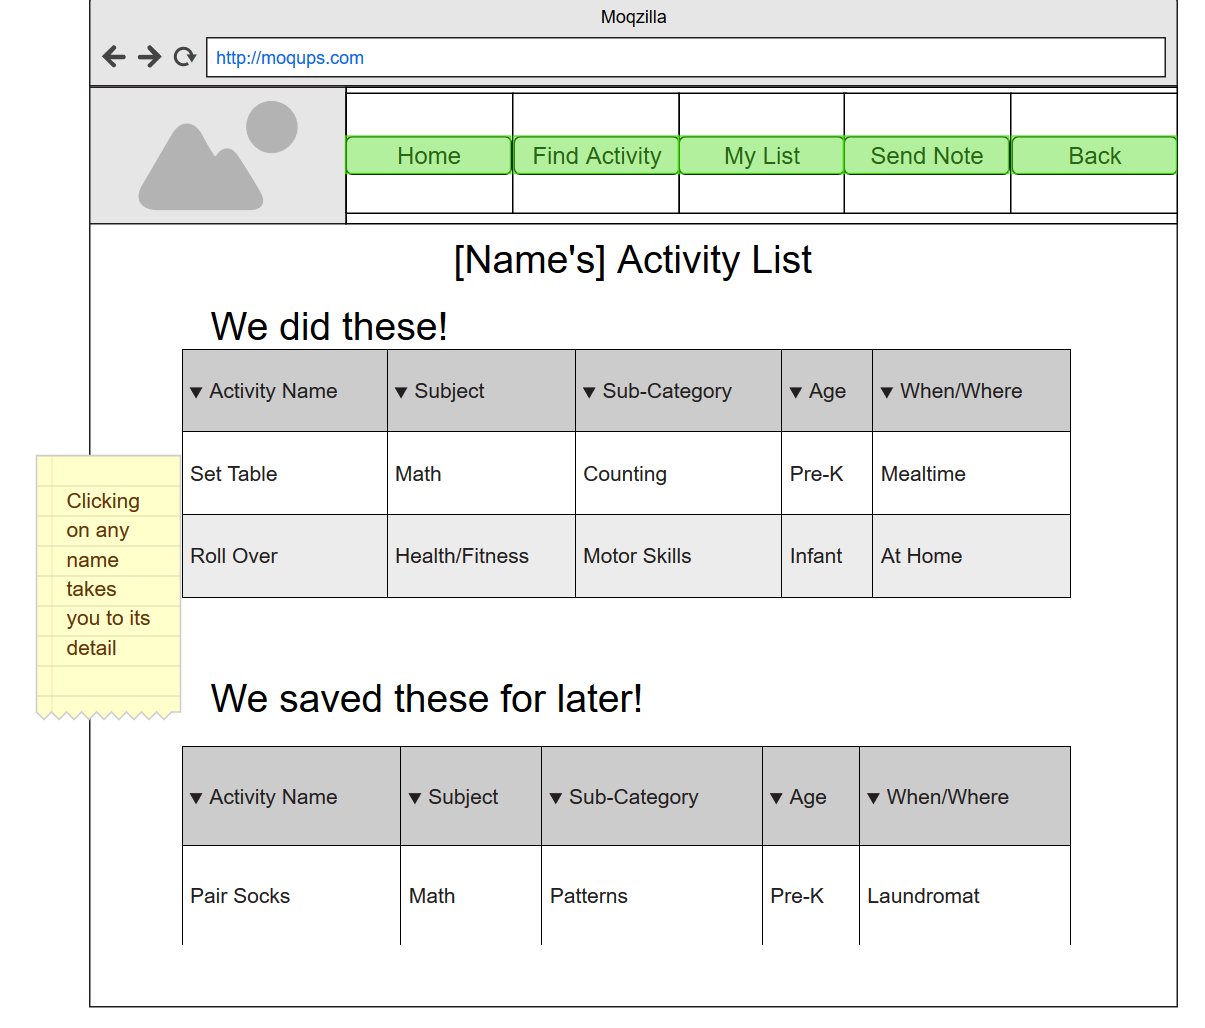 Moqzilla
http://moqups.com
Home Find Activity My List Send Note Back
[Name's] Activity List
We did these!
▼ Activity Name ▼ Subject ▼ Sub-Category ▼ Age ▼ When/Where
Set Table Math Counting Pre-K Mealtime
Roll Over Health/Fitness Motor Skills Infant At Home
Clicking
on any
name
takes
you to its
detail
We saved these for later!
▼ Activity Name ▼ Subject ▼ Sub-Category ▼ Age ▼ When/Where
Pair Socks Math Patterns Pre-K Laundromat